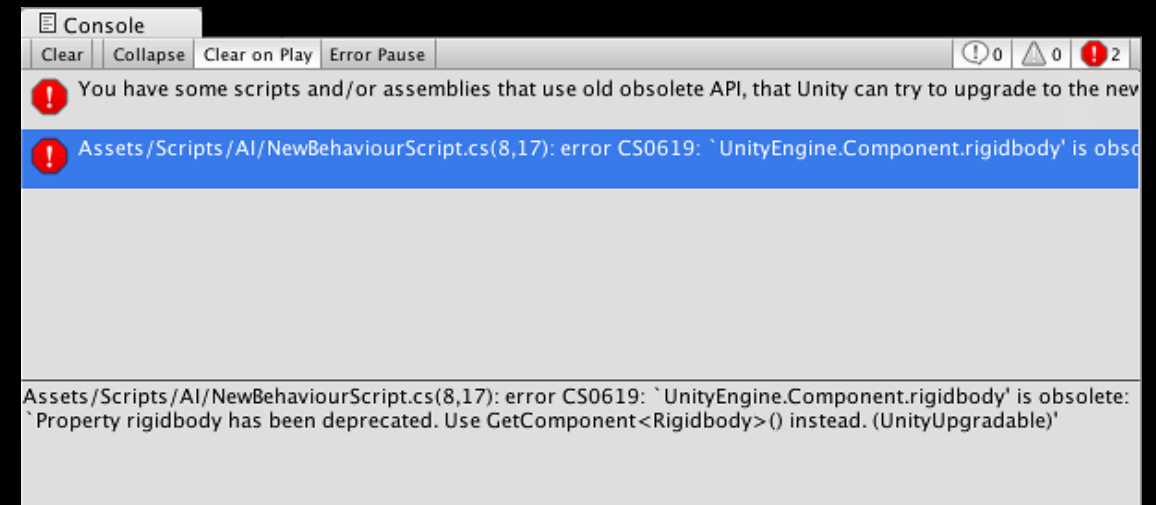 Console
Clear Collapse Clear on Play Error Pause 0 0 2
You have some scripts and/or assemblies that use old obsolete API, that Unity can try to upgrade to the new
Assets/Scripts/AI/NewBehaviourScript.cs(8,17): error CS0619: `UnityEngine.Component.rigidbody' is obso
Assets/Scripts/AI/NewBehaviourScript.cs(8,17): error CS0619: `UnityEngine.Component.rigidbody' is obsolete:
`Property rigidbody has been deprecated. Use GetComponent<Rigidbody>() instead. (UnityUpgradable)'